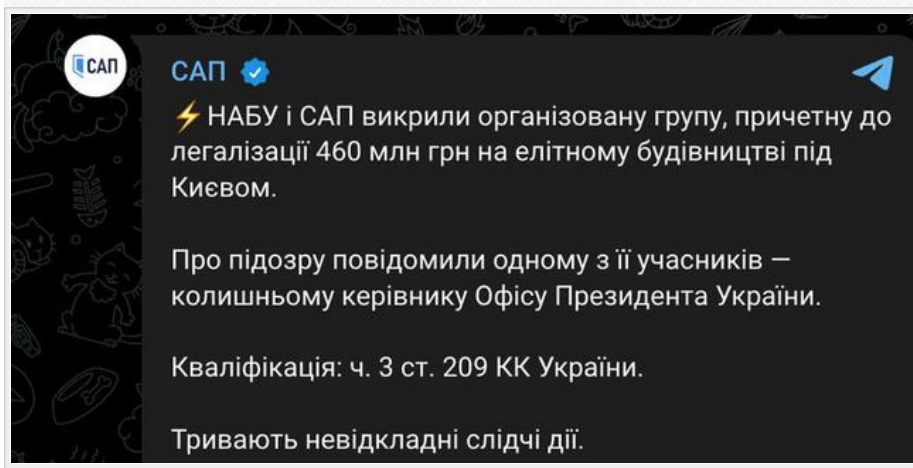 САП
САП
⚡НАБУ і САП викрили організовану групу, причетну до
легалізації 460 млн грн на елітному будівництві під
Києвом.
Про підозру повідомили одному з її учасників —
колишньому керівнику Офісу Президента України.
Кваліфікація: ч. 3 ст. 209 КК України.
Тривають невідкладні слідчі дії.